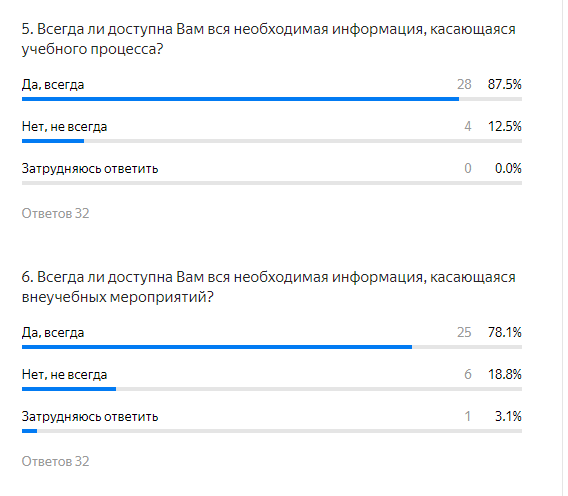 5. Всегда ли доступна Вам вся необходимая информация, касающаяся
учебного процесса?
Да, всегда 28 87.5%
Нет, не всегда 4 12.5%
Затрудняюсь ответить 0 0.0%
Ответов 32
6. Всегда ли доступна Вам вся необходимая информация, касающаяся
внеучебных мероприятий?
Да, всегда 25 78.1%
Нет, не всегда 6 18.8%
Затрудняюсь ответить 1 3.1%
Ответов 32